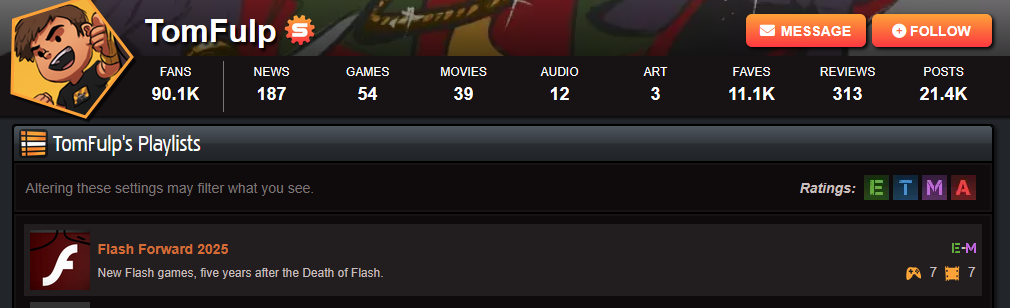 TomFulp S
MESSAGE FOLLOW
FANS NEWS GAMES MOVIES AUDIO ART FAVES REVIEWS POSTS
90.1K 187 54 39 12 3 11.1K 313 21.4K
TomFulp's Playlists
Altering these settings may filter what you see. Ratings: E T M A
Flash Forward 2025 E-M
New Flash games, five years after the Death of Flash. 7 7